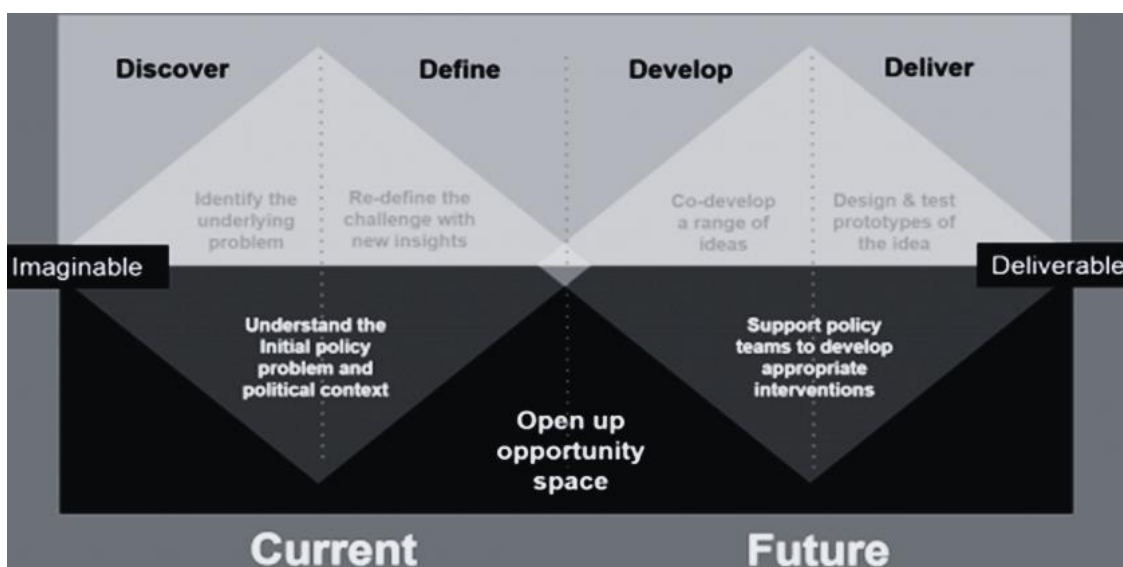 Discover
Define
Develop
Deliver
Identify the
underlying
problem
Re-define the
challenge with
new insights
Co-develop
a range of
ideas
Design & test
prototypes of
the idea
Imaginable
Deliverable
Understand the
Initial policy
problem and
political context
Support policy
teams to develop
appropriate
interventions
Open up
opportunity
space
Current
Future